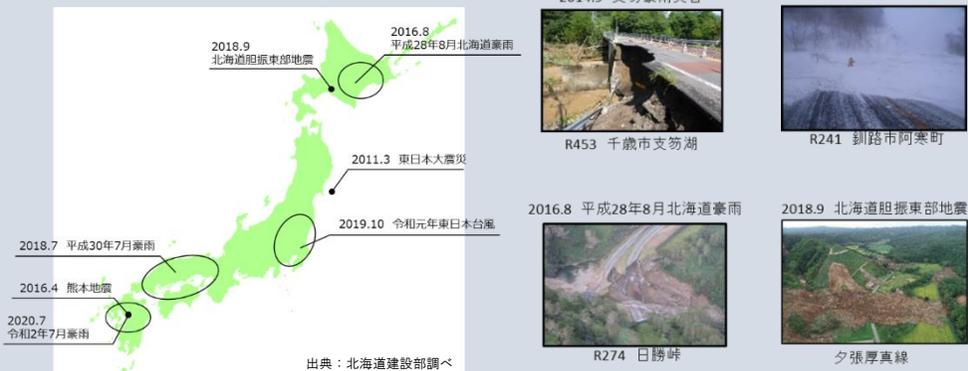 2018.9
北海道胆振東部地震
2016.8
平成28年8月北海道豪雨
2011.3 東日本大震災
2019.10 令和元年東日本台風
2018.7 平成30年7月豪雨
2016.4 熊本地震
2020.7
令和2年7月豪雨
出典：北海道建設部調べ
R453 千歳市支笏湖
R241 釧路市阿寒町
2016.8 平成28年8月北海道豪雨
R274 日勝峠
2018.9 北海道胆振東部地震
夕張厚真線